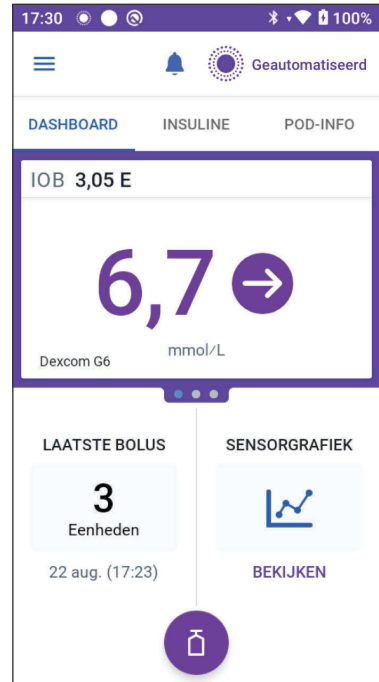 17:30 100%
Geautomatiseerd
DASHBOARD INSULINE POD-INFO
IOB 3,05 E
6,7
mmol/L
Dexcom G6
LAATSTE BOLUS
3
Eenheden
22 aug. (17:23)
SENSORGRAFIEK
BEKIJKEN